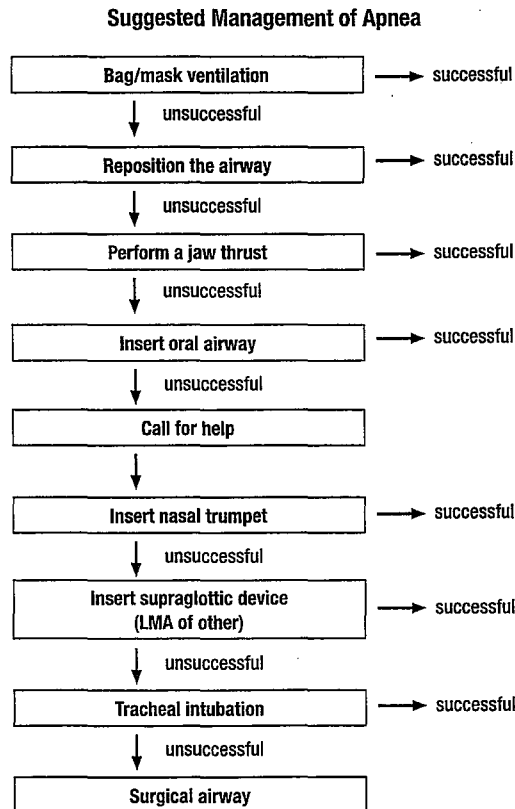 Suggested Management of Apnea
Bag/mask ventilation
successful
unsuccessful
Reposition the airway
successful
unsuccessful
Perform a jaw thrust
successful
unsuccessful
Insert oral airway
successful
unsuccessful
Call for help
Insert nasal trumpet
successful
unsuccessful
Insert supraglottic device
(LMA of other)
successful
unsuccessful
Tracheal intubation
successful
unsuccessful
Surgical airway